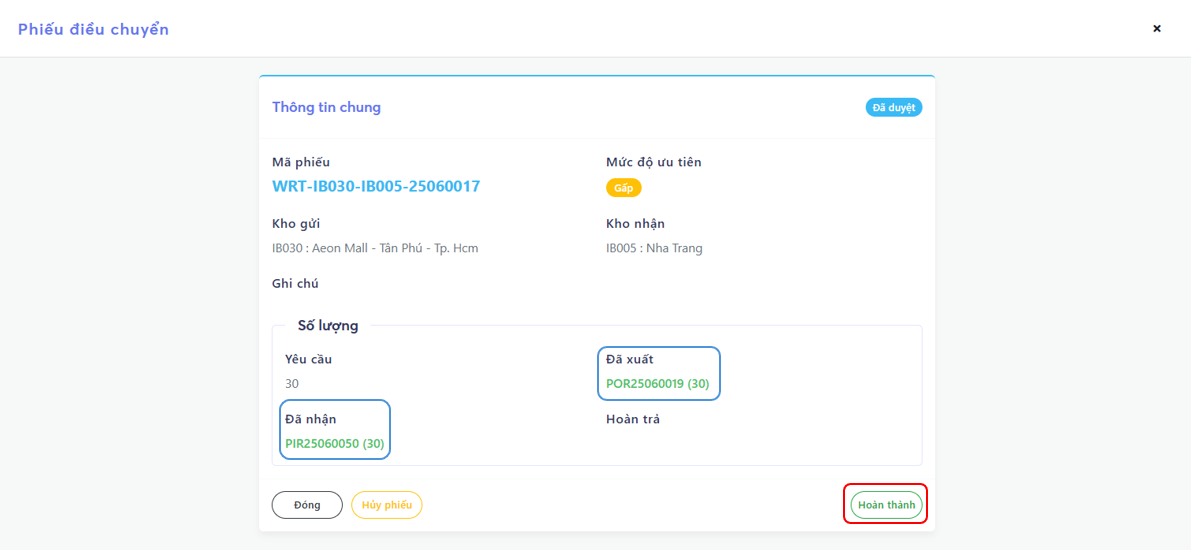 Phiếu điều chuyển
×
Thông tin chung
Đã duyệt
Mã phiếu
Mức độ ưu tiên
WRT-IB030-IB005-25060017
Gấp
Kho gửi
Kho nhận
IB030 : Aeon Mall - Tân Phú - Tp. Hcm
IB005 : Nha Trang
Ghi chú
Số lượng
Yêu cầu
Đã xuất
30
POR25060019 (30)
Đã nhận
Hoàn trả
PIR25060050 (30)
Đóng
Hủy phiếu
Hoàn thành